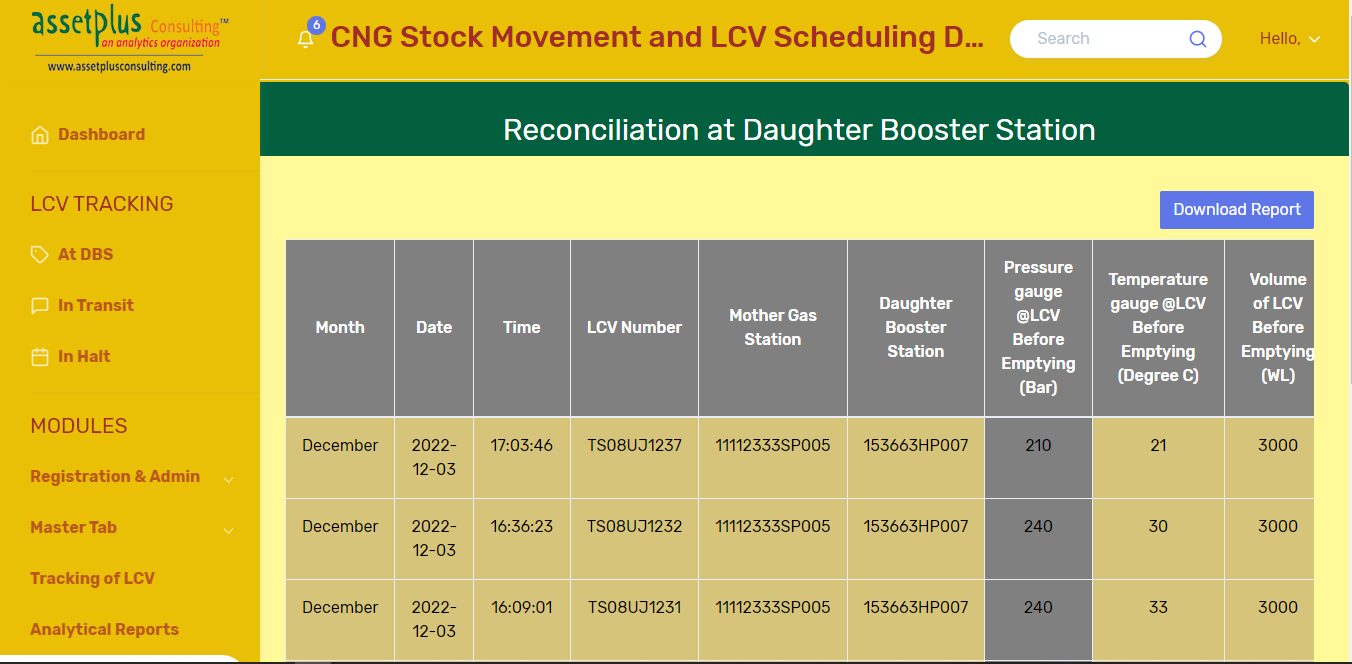 assetplus Consulting™
an analytics organization
www.assetplusconsulting.com
6
CNG Stock Movement and LCV Scheduling D...
Search
Hello,
Dashboard
LCV TRACKING
At DBS
In Transit
In Halt
MODULES
Registration & Admin
Master Tab
Tracking of LCV
Analytical Reports
Reconciliation at Daughter Booster Station
Download Report
Month
Date
Time
LCV Number
Mother Gas
Station
Daughter
Booster
Station
Pressure
gauge
@LCV
Before
Emptying
(Bar)
Temperature
gauge @LCV
Before
Emptying
(Degree C)
Volume
of LCV
Before
Emptying
(WL)
December 2022-12-03 17:03:46 TS08UJ1237 11112333SP005 153663HP007 210 21 3000
December 2022-12-03 16:36:23 TS08UJ1232 11112333SP005 153663HP007 240 30 3000
December 2022-12-03 16:09:01 TS08UJ1231 11112333SP005 153663HP007 240 33 3000